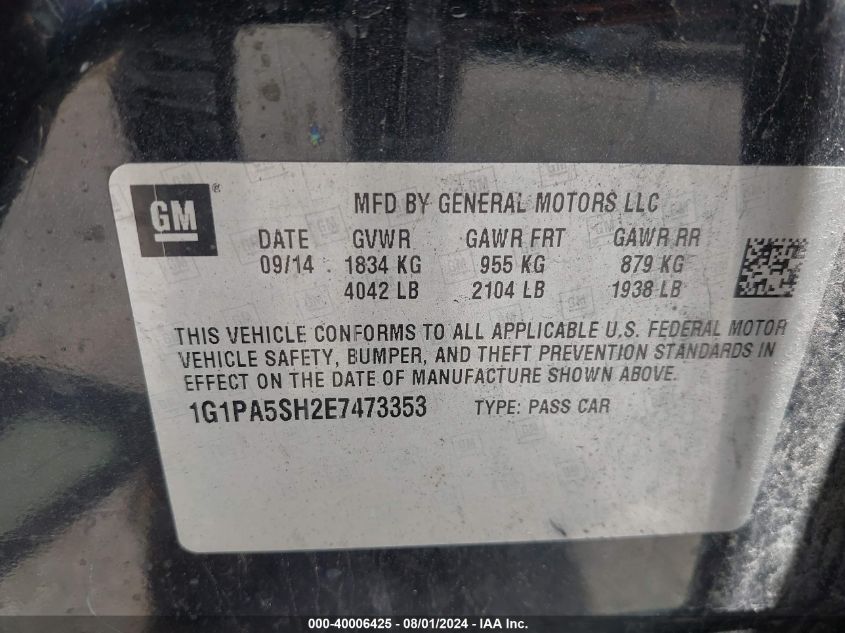 GM ®
MFD BY GENERAL MOTORS LLC
DATE GVWR GAWR FRT GAWR RR
09/14 1834 KG 955 KG 879 KG
4042 LB 2104 LB 1938 LB
THIS VEHICLE CONFORMS TO ALL APPLICABLE U.S. FEDERAL MOTOR
VEHICLE SAFETY, BUMPER, AND THEFT PREVENTION STANDARDS IN
EFFECT ON THE DATE OF MANUFACTURE SHOWN ABOVE.
1G1PA5SH2E7473353 TYPE: PASS CAR
000-40006425 - 08/01/2024 - IAA Inc.